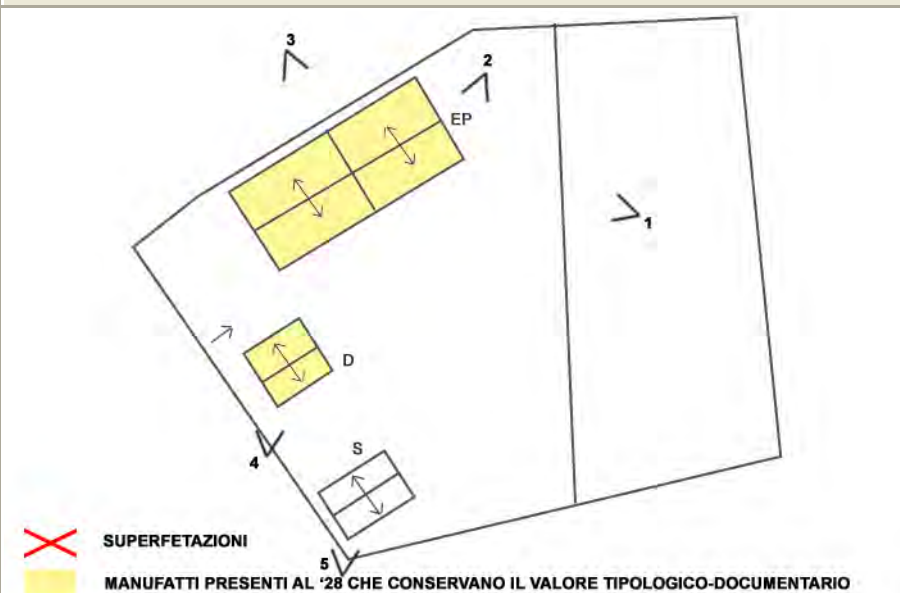 3
2
EP
1
D
4
S
SUPERFETAZIONI
5
MANUFATTI PRESENTI AL '28 CHE CONSERVANO IL VALORE TIPOLOGICO-DOCUMENTARIO